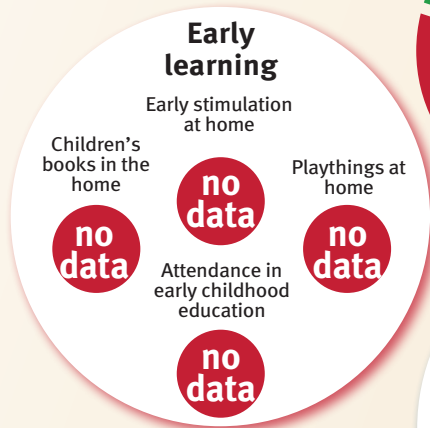 Early
learning
Early stimulation
at home
no
data
Children's
books in the
home
no
data
Playthings at
home
no
data
Attendance in
early childhood
education
no
data